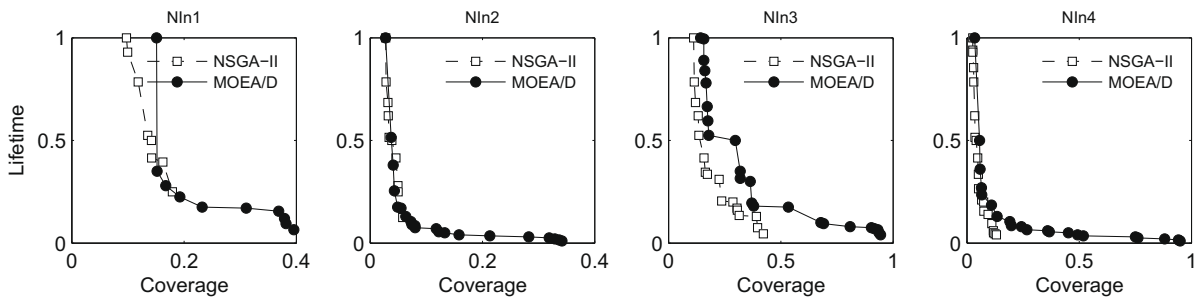 NIn1 NIn2 NIn3 NIn4
1 1 1 1
NSGA−II NSGA−II NSGA−II NSGA−II
MOEA/D MOEA/D MOEA/D MOEA/D
Lifetime
0.5 0.5 0.5 0.5
0 0 0 0
0 0.2 0.4 0 0.2 0.4 0 0.5 1 0 0.5 1
Coverage Coverage Coverage Coverage